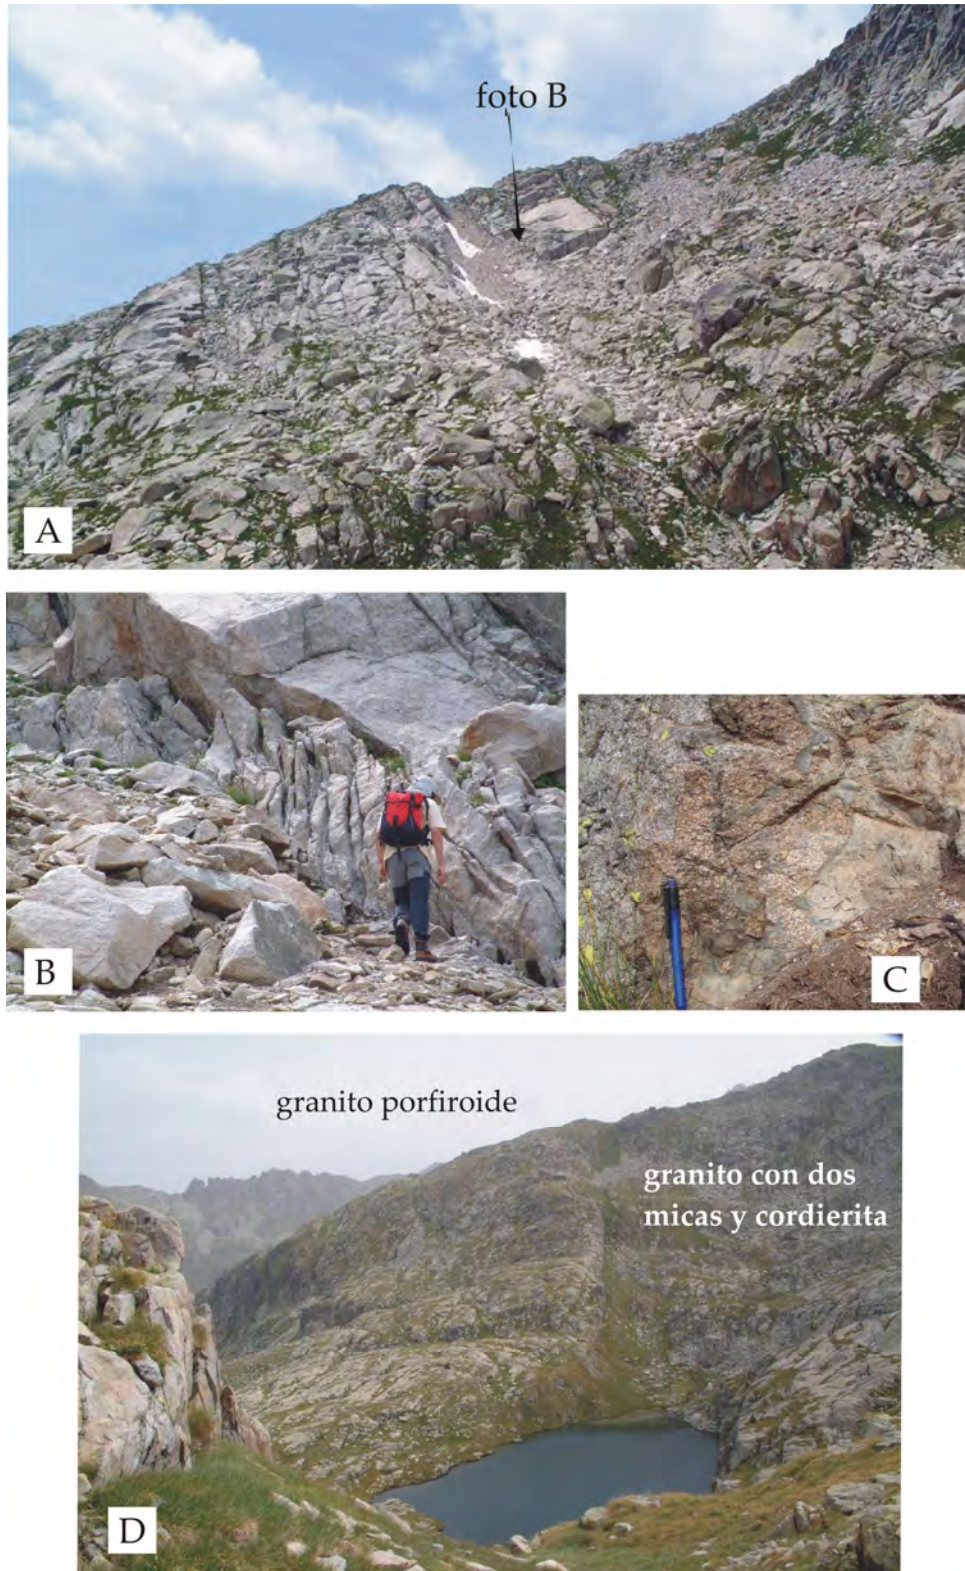 foto B
A
B
C
granito porfiroide
granito con dos
micas y cordierita
D